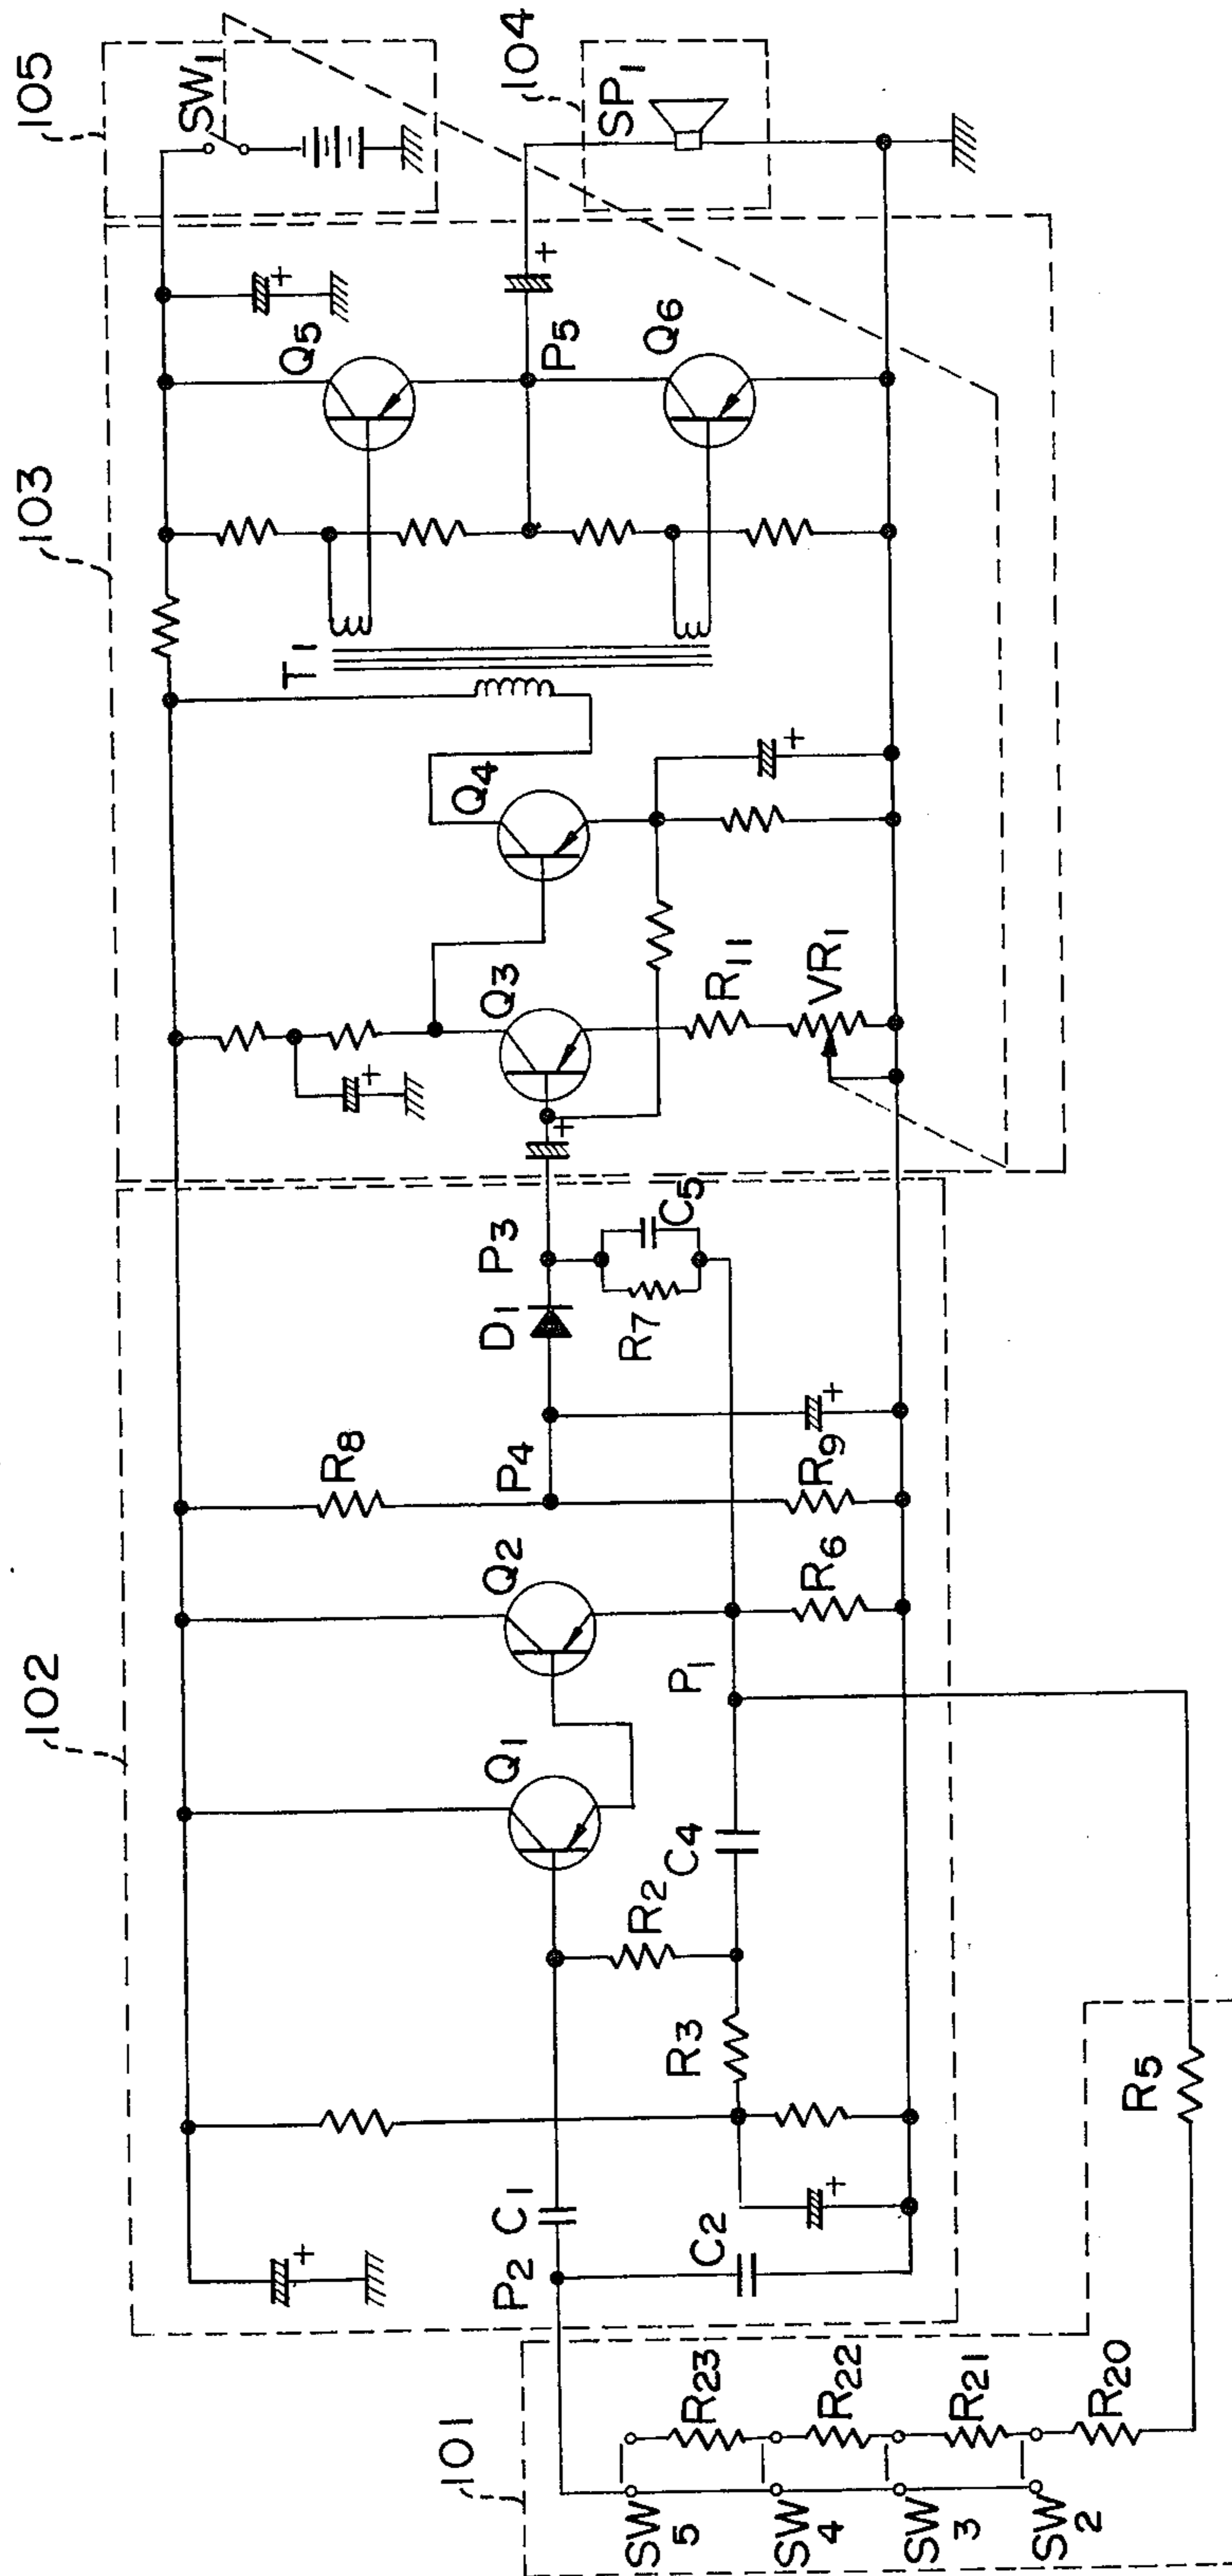 105
SW1
104
SP1
103
Q5
P5
Q6
+
+
T1
Q4
+
Q3
R11
VR1
+
+
102
P3
C5
D1
R7
R8
P4
+
R9
Q2
R6
P1
Q1
C4
R2
R3
R5
C1
P2
C2
+
+
101
R23
R22
R21
R20
SW5
SW4
SW3
SW2